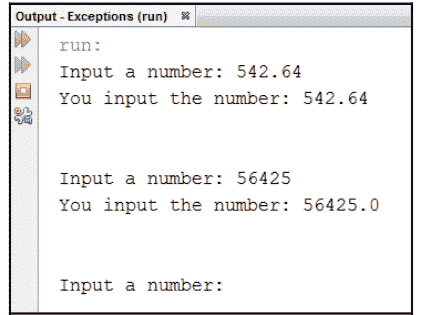 Output - Exceptions (run)
run:
Input a number: 542.64
You input the number: 542.64
Input a number: 56425
You input the number: 56425.0
Input a number: